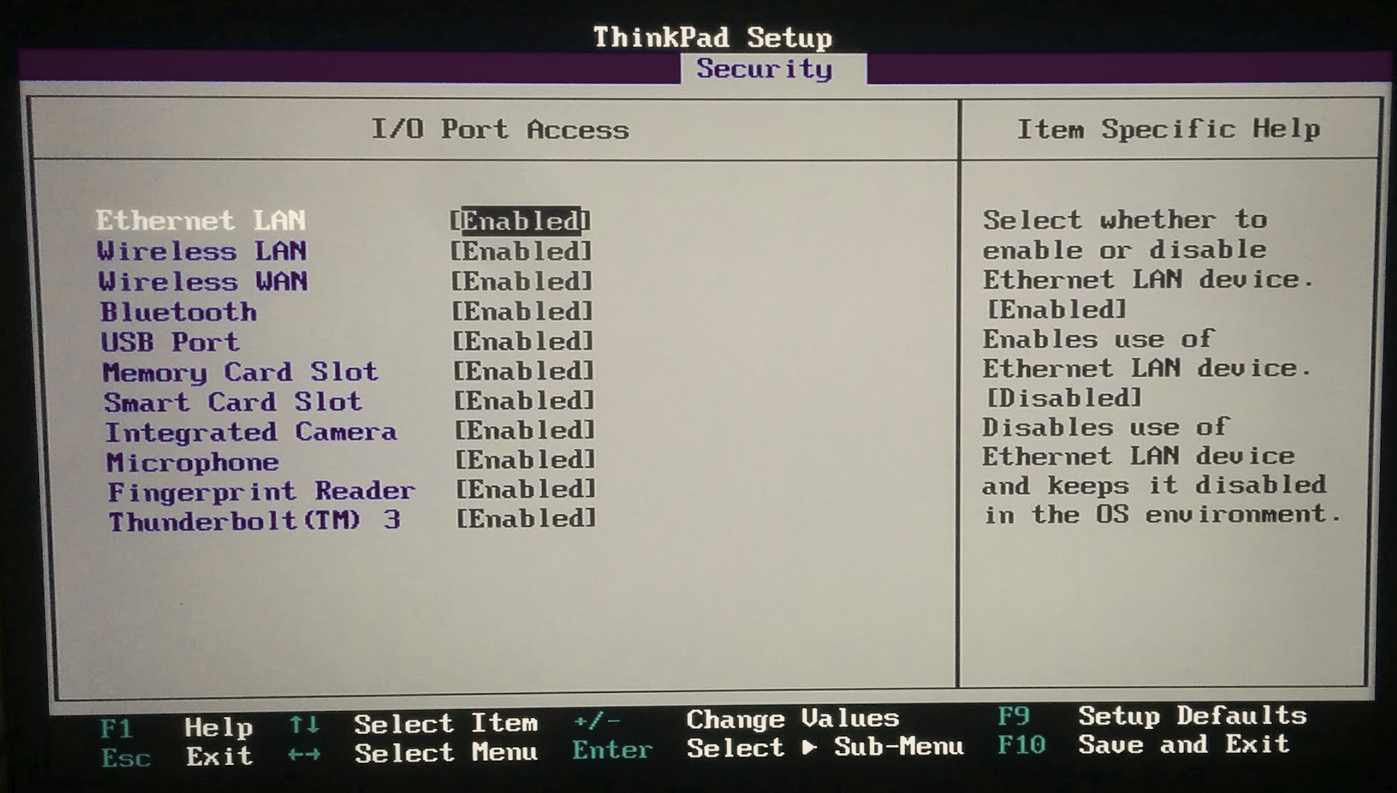 ThinkPad Setup
Security
I/O Port Access
Ethernet LAN [Enabled]
Wireless LAN [Enabled]
Wireless WAN [Enabled]
Bluetooth [Enabled]
USB Port [Enabled]
Memory Card Slot [Enabled]
Smart Card Slot [Enabled]
Integrated Camera [Enabled]
Microphone [Enabled]
Fingerprint Reader [Enabled]
Thunderbolt(TM) 3 [Enabled]
Item Specific Help
Select whether to
enable or disable
Ethernet LAN device.
[Enabled]
Enables use of
Ethernet LAN device.
[Disabled]
Disables use of
Ethernet LAN device
and keeps it disabled
in the OS environment.
F1 Help ↑↓ Select Item +/- Change Values F9 Setup Defaults
Esc Exit ←→ Select Menu Enter Select ▶ Sub-Menu F10 Save and Exit